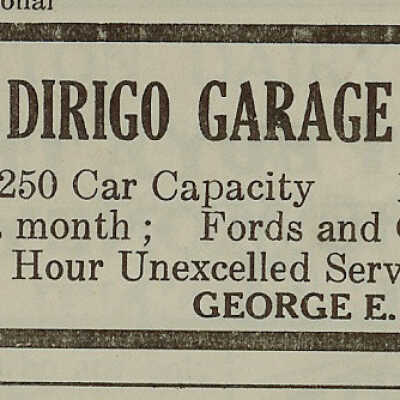 DIRIGO GARAGE
250 Car Capacity
month; Fords and
Hour Unexcelled Serv
GEORGE E.